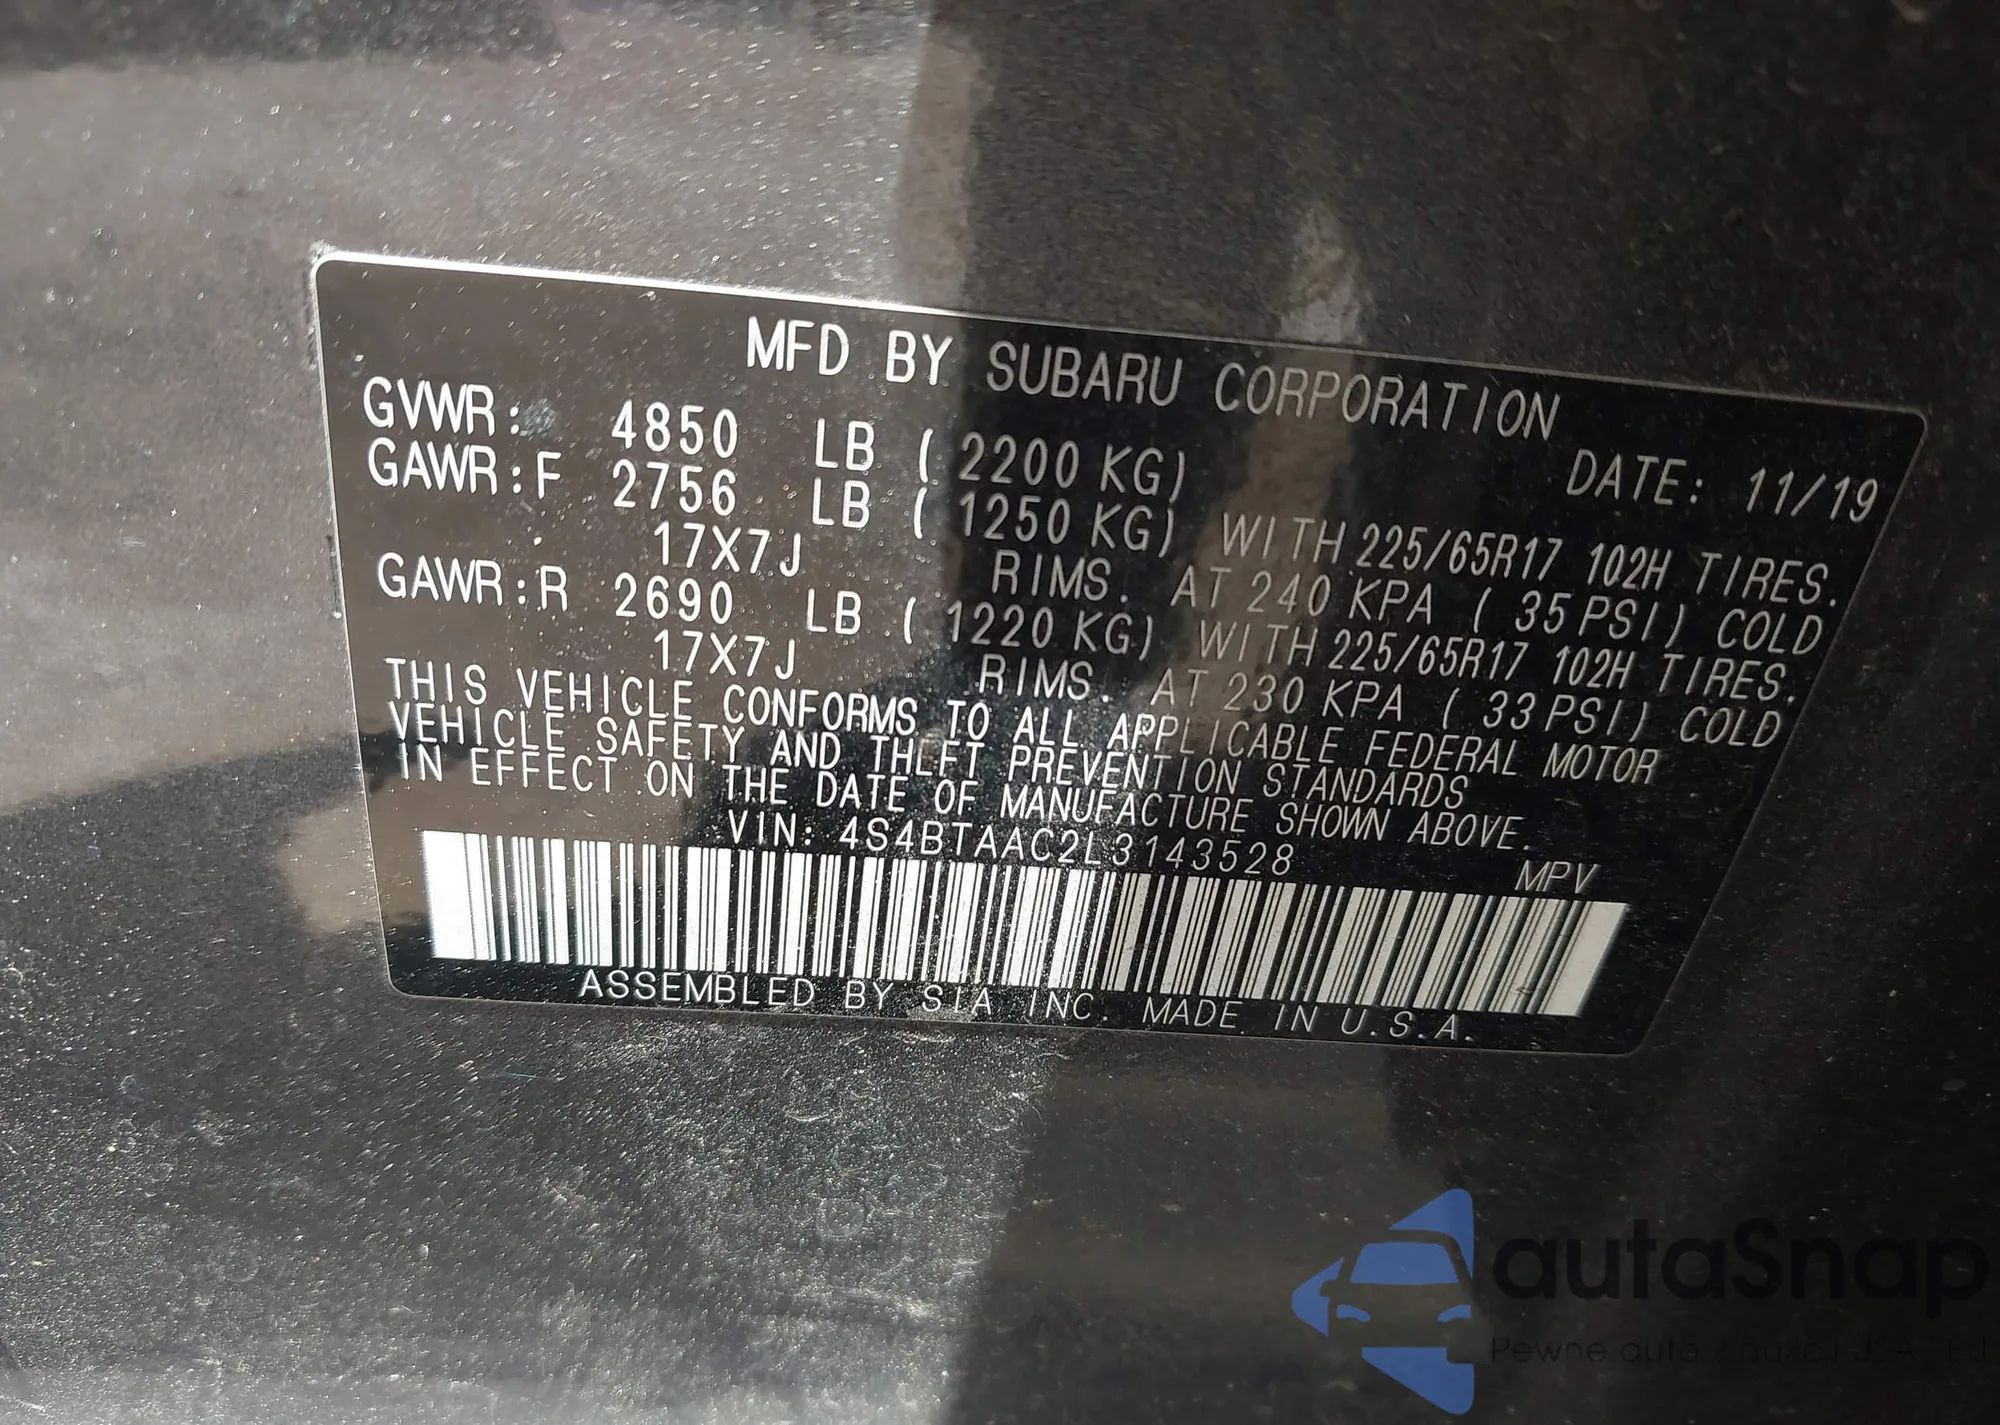 MFD BY SUBARU CORPORATION
GVWR: 4850 LB ( 2200 KG) DATE: 11/19
GAWR:F 2756 LB ( 1250 KG) WITH 225/65R17 102H TIRES.
17X7J RIMS. AT 240 KPA ( 35 PSI) COLD
GAWR:R 2690 LB ( 1220 KG) WITH 225/65R17 102H TIRES.
17X7J RIMS. AT 230 KPA ( 33 PSI) COLD
THIS VEHICLE CONFORMS TO ALL APPLICABLE FEDERAL MOTOR
VEHICLE SAFETY AND THEFT PREVENTION STANDARDS
IN EFFECT ON THE DATE OF MANUFACTURE SHOWN ABOVE.
VIN: 4S4BTAAC2L3143528 MPV
ASSEMBLED BY SIA INC. MADE IN U.S.A.
autaSnap
Pewne auta z aukcji USA